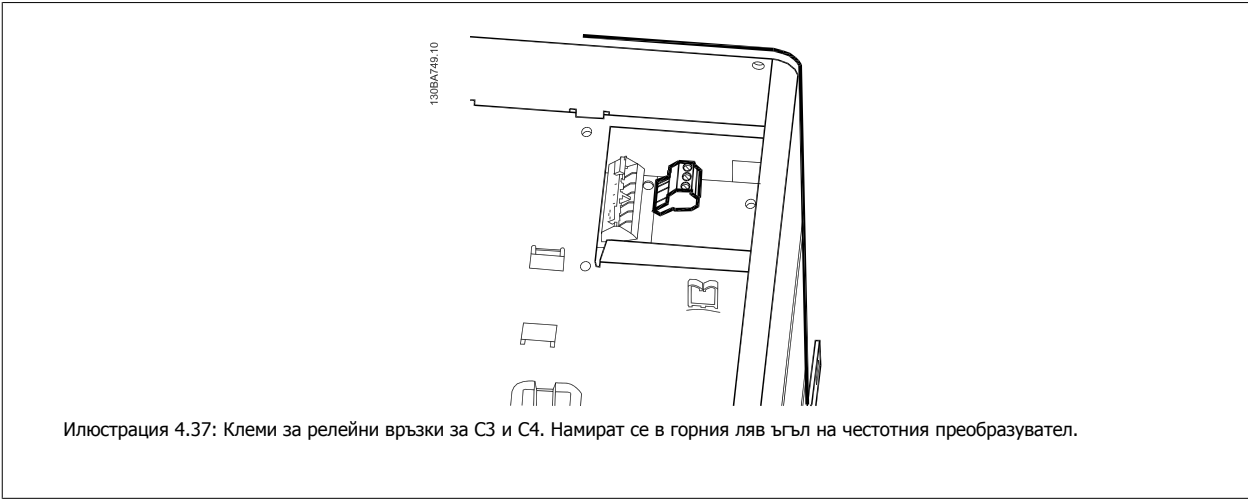 130BA749.10
Илюстрация 4.37: Клеми за релейни връзки за C3 и C4. Намират се в горния ляв ъгъл на честотния преобразувател.